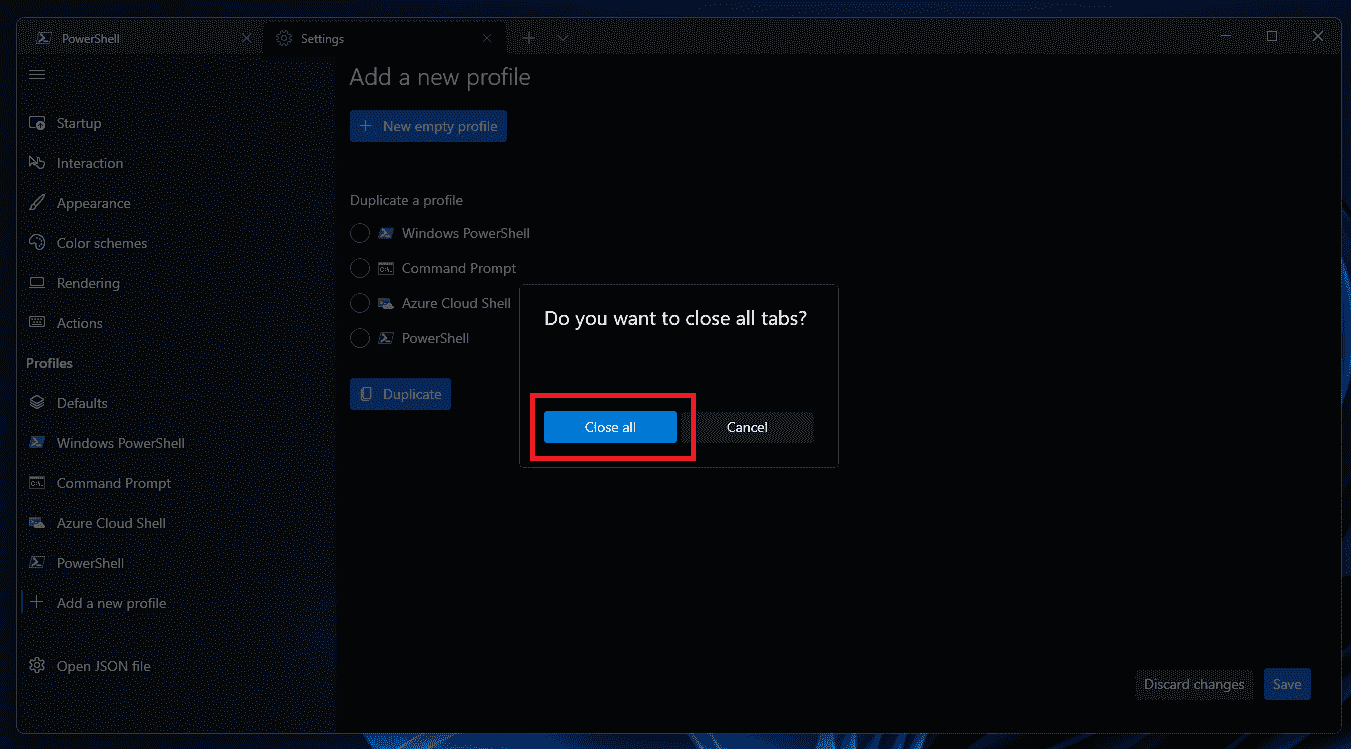 PowerShell
Settings
Add a new profile
New empty profile
Startup
Interaction
Appearance
Color schemes
Rendering
Actions
Profiles
Defaults
Windows PowerShell
Command Prompt
Azure Cloud Shell
PowerShell
Add a new profile
Open JSON file
Duplicate a profile
Windows PowerShell
Command Prompt
Azure Cloud Shell
PowerShell
Duplicate
Do you want to close all tabs?
Close all
Cancel
Discard changes
Save